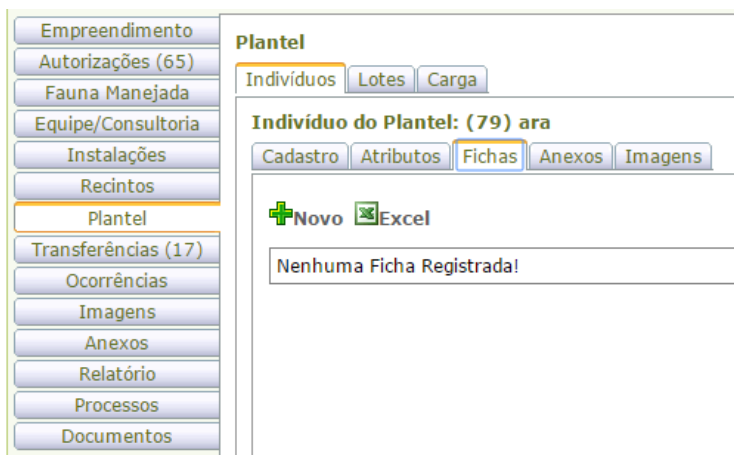 Empreendimento
Autorizações (65)
Fauna Manejada
Equipe/Consultoria
Instalações
Recintos
Plantel
Transferências (17)
Ocorrências
Imagens
Anexos
Relatório
Processos
Documentos
Plantel
Indivíduos Lotes Carga
Indivíduo do Plantel: (79) ara
Cadastro Atributos Fichas Anexos Imagens
Novo Excel
Nenhuma Ficha Registrada!